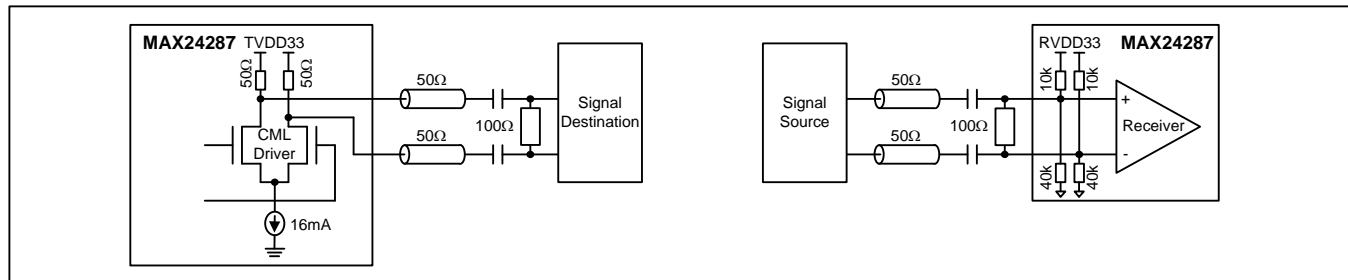 MAX24287 TVDD33
50Ω
50Ω
CML
Driver
16mA
50Ω
50Ω
100Ω
Signal
Destination
Signal
Source
50Ω
50Ω
100Ω
RVDD33 MAX24287
10k
10k
+
Receiver
-
40k
40k